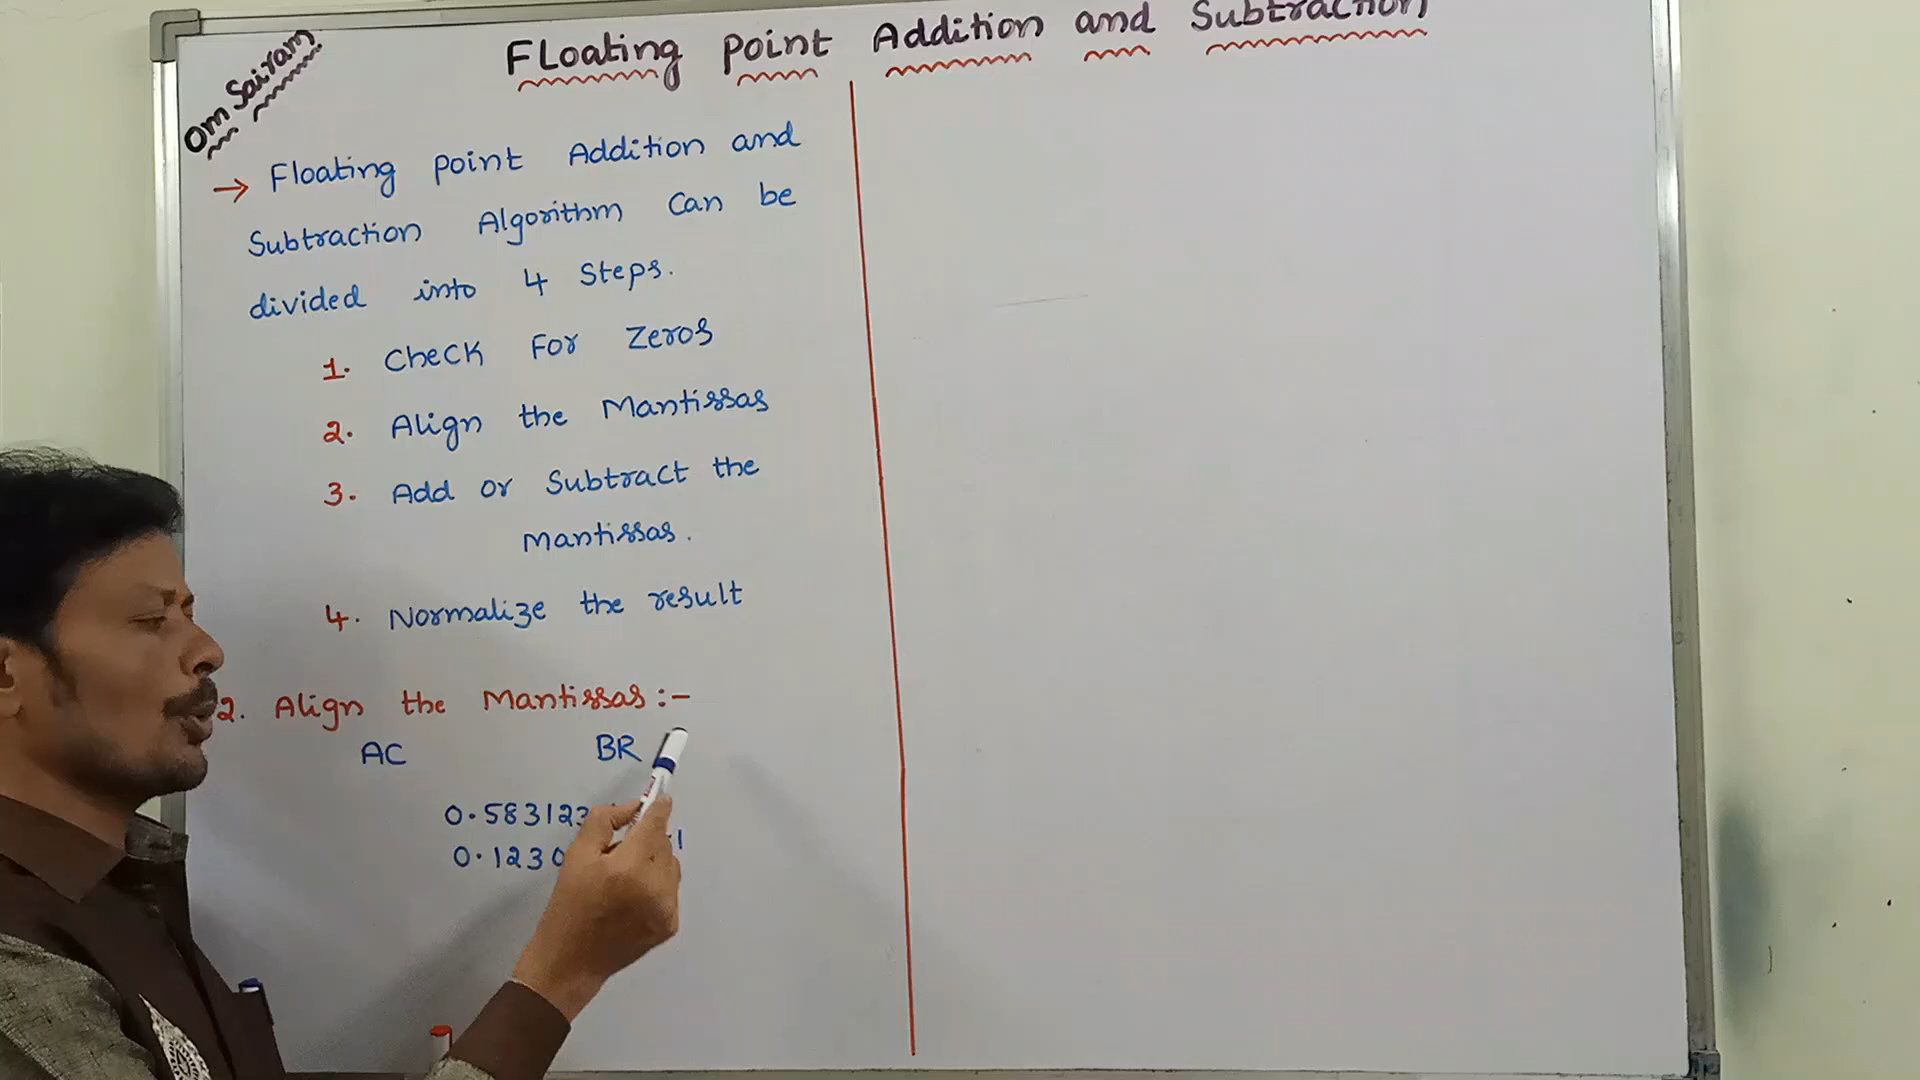 Floating Point Addition and Subtraction
Om Sairam
→ Floating Point Addition and
Subtraction Algorithm Can be
divided into 4 Steps.
1. Check For Zeros
2. Align the Mantissas
3. Add or Subtract the
Mantissas.
4. Normalize the result
2. Align the Mantissas :-
AC BR
0.583123
0.1230